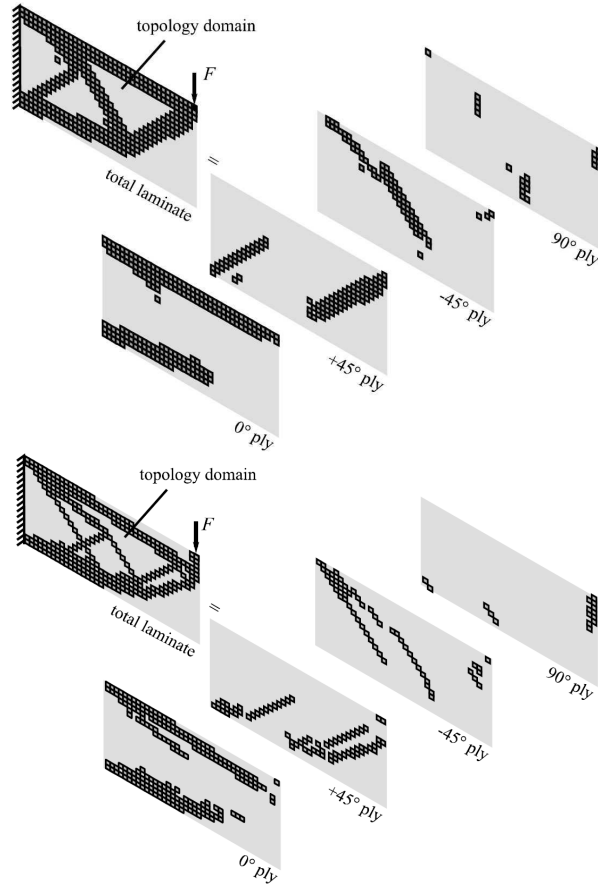 topology domain
F
total laminate
=
90° ply
-45° ply
+45° ply
0° ply
topology domain
F
total laminate
=
90° ply
-45° ply
+45° ply
0° ply